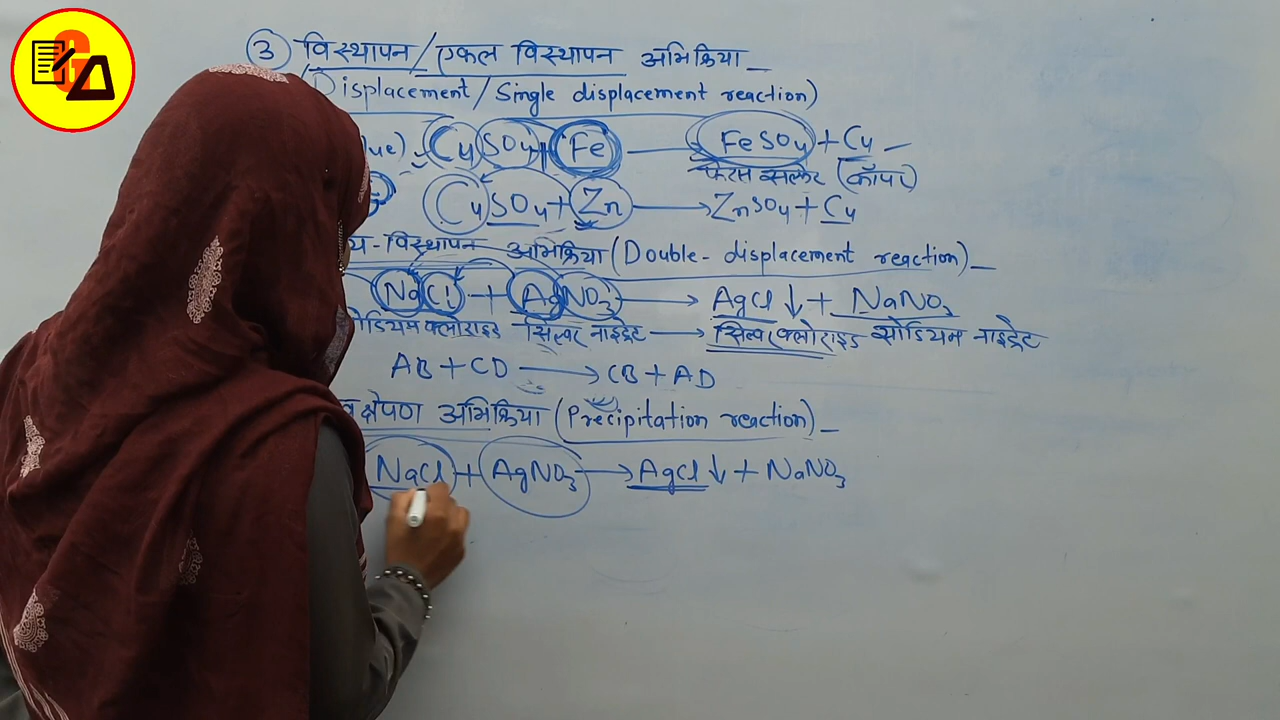 ③ विस्थापन/एकल विस्थापन अभिक्रिया
(Displacement/Single displacement reaction)
CuSO4 + Fe → FeSO4 + Cu
फेरस सल्फेट (कॉपर)
CuSO4 + Zn → ZnSO4 + Cu
विस्थापन अभिक्रिया (Double-displacement reaction)
NaCl + AgNO3 → AgCl ↓ + NaNO3
क्लोराइड सिल्वर नाइट्रेट → सिल्वर क्लोराइड सोडियम नाइट्रेट
AB + CD → CB + AD
अभिक्रिया (Precipitation reaction)
NaCl + AgNO3 → AgCl ↓ + NaNO3